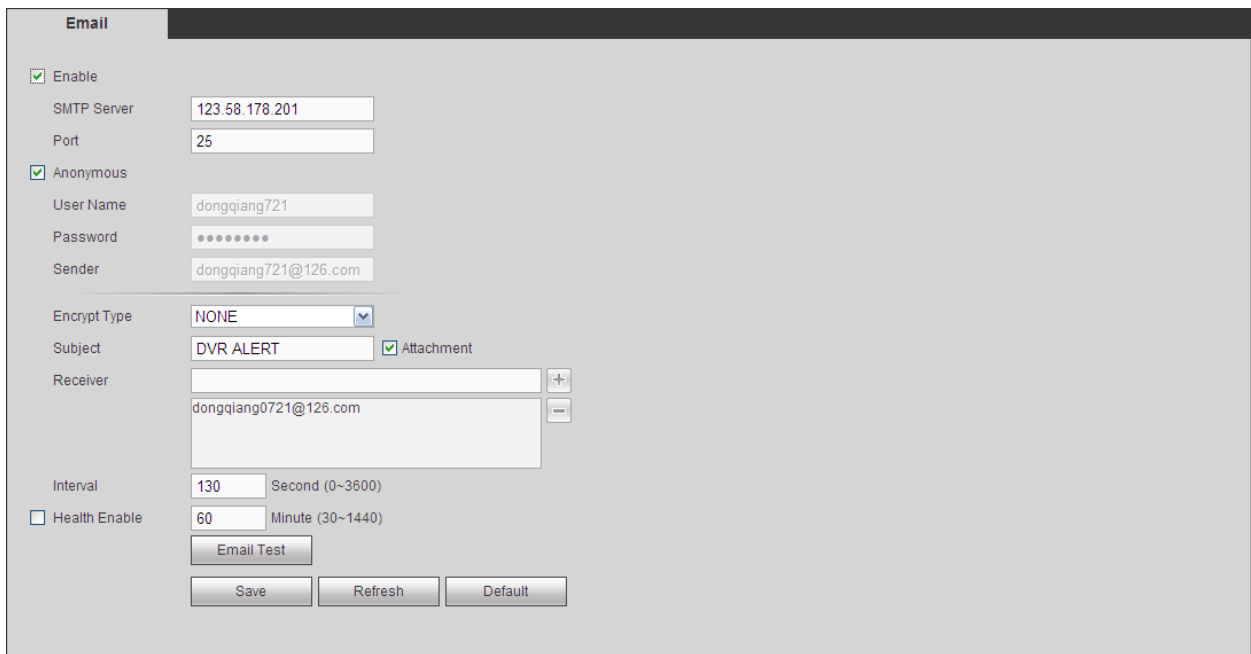 Email
Enable
SMTP Server 123.58.178.201
Port 25
Anonymous
User Name dongqiang721
Password ●●●●●●●●
Sender dongqiang721@126.com
Encrypt Type NONE
Subject DVR ALERT Attachment
Receiver
dongqiang0721@126.com
Interval 130 Second (0~3600)
Health Enable 60 Minute (30~1440)
Email Test
Save Refresh Default